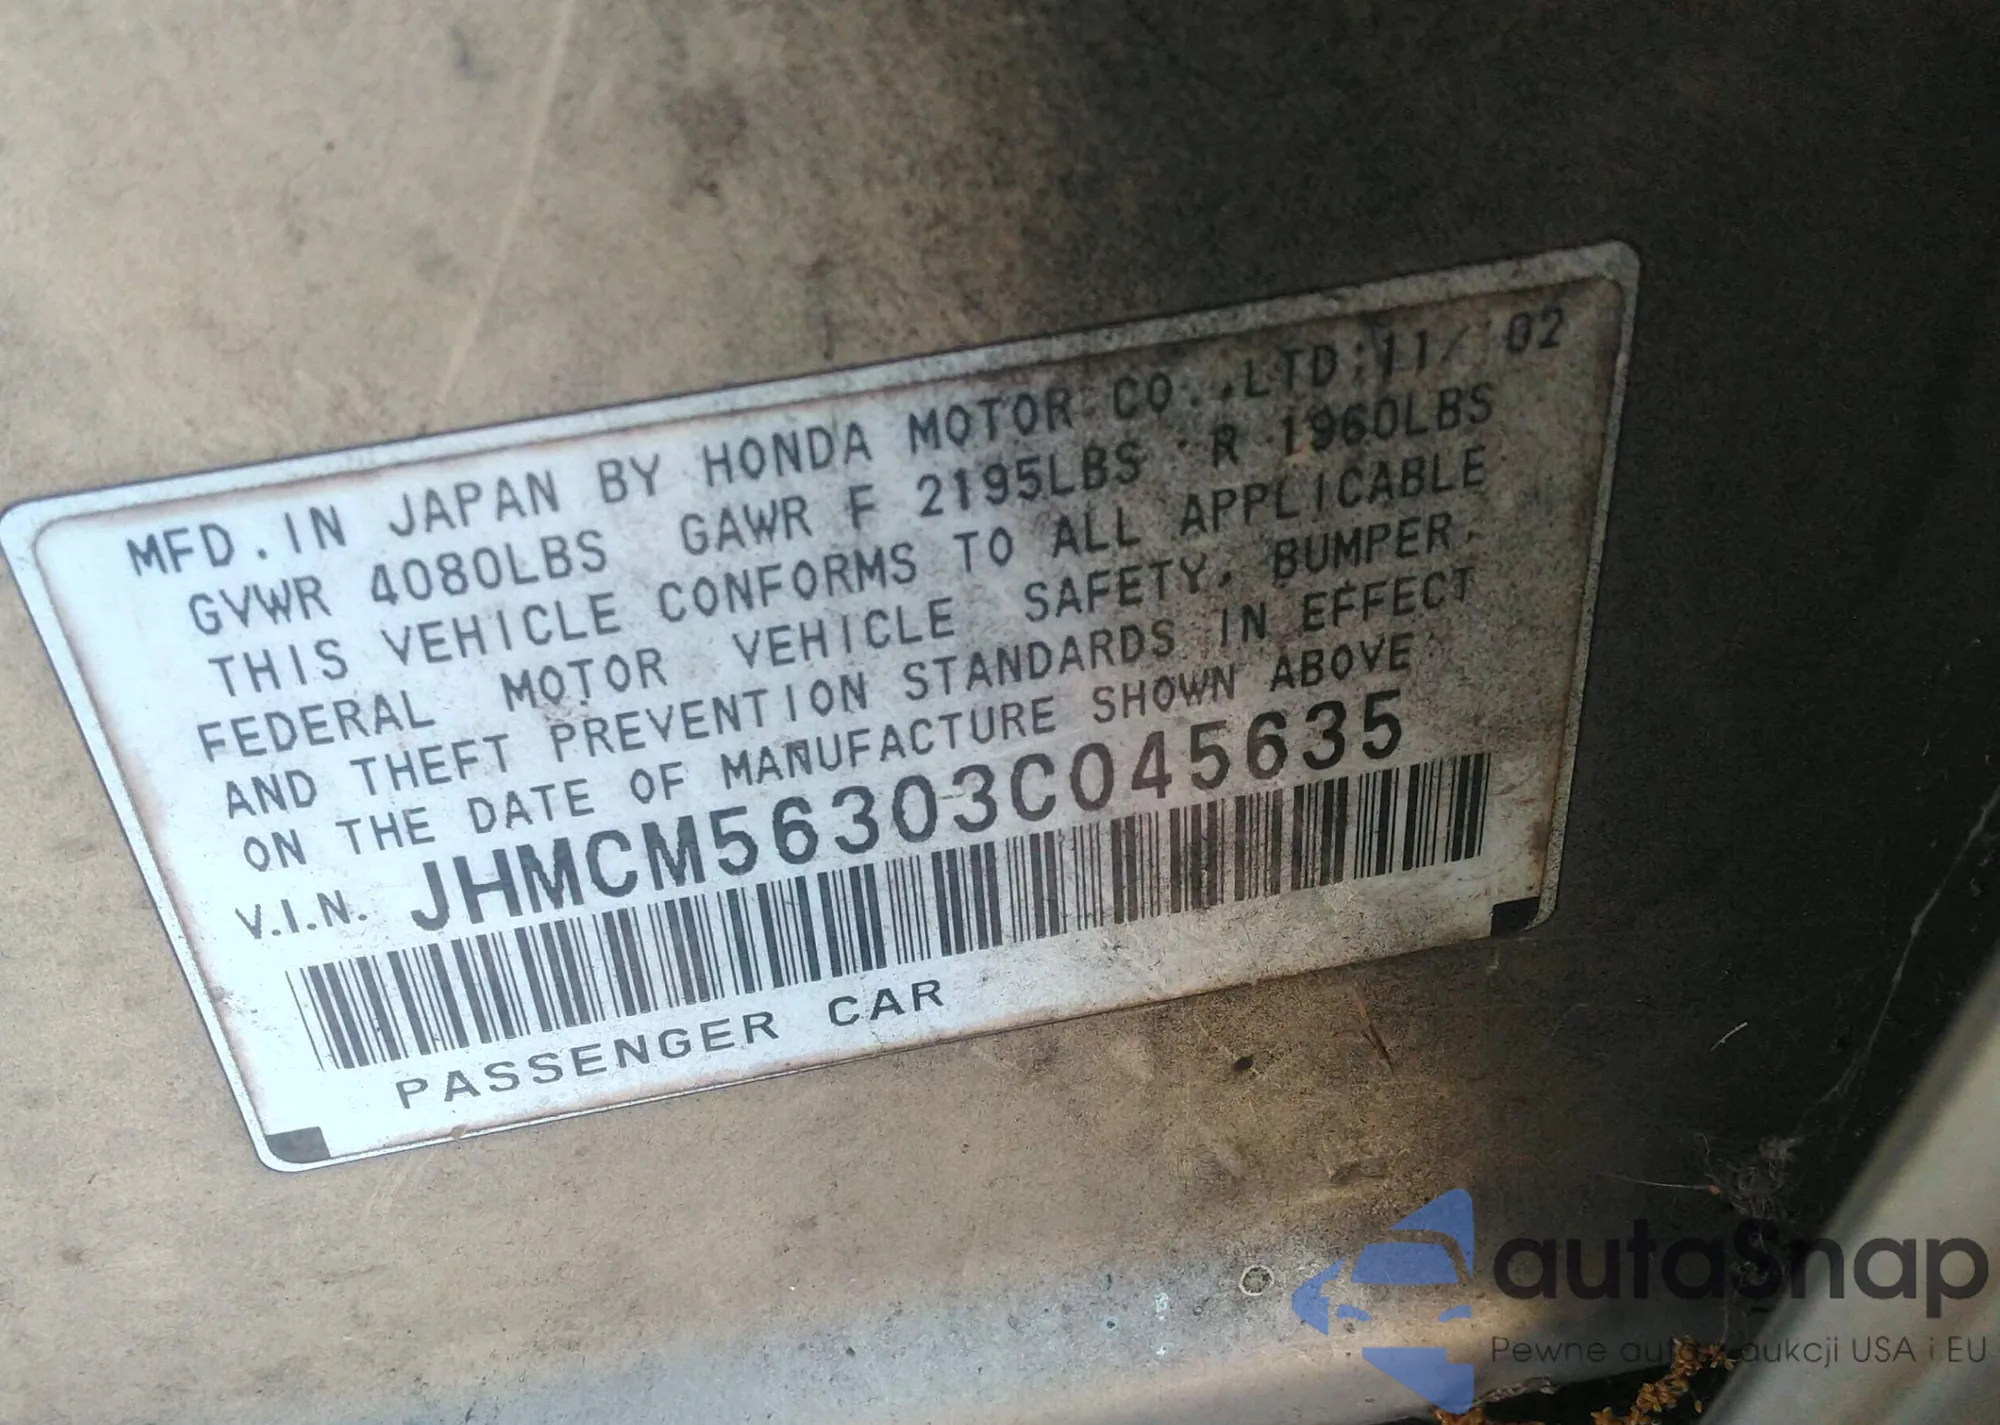 MFD. IN JAPAN BY HONDA MOTOR CO.,LTD. 11/ 02
GVWR 4080LBS GAWR F 2195LBS R 1960LBS
THIS VEHICLE CONFORMS TO ALL APPLICABLE
FEDERAL MOTOR VEHICLE SAFETY, BUMPER,
AND THEFT PREVENTION STANDARDS IN EFFECT
ON THE DATE OF MANUFACTURE SHOWN ABOVE
V.I.N. JHMCM56303C045635
PASSENGER CAR
autaSnap
Pewne auta z aukcji USA i EU